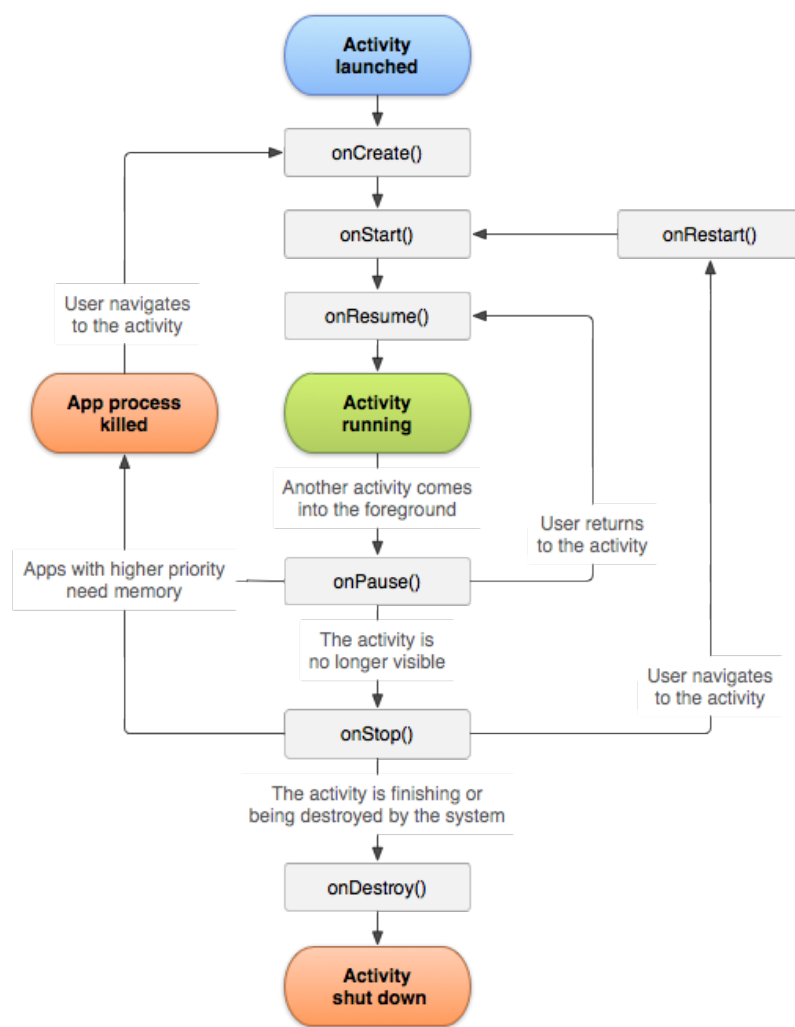 Activity
launched
onCreate()
onStart()
onRestart()
User navigates
to the activity
onResume()
App process
killed
Activity
running
Another activity comes
into the foreground
User returns
to the activity
Apps with higher priority
need memory
onPause()
The activity is
no longer visible
User navigates
to the activity
onStop()
The activity is finishing or
being destroyed by the system
onDestroy()
Activity
shut down